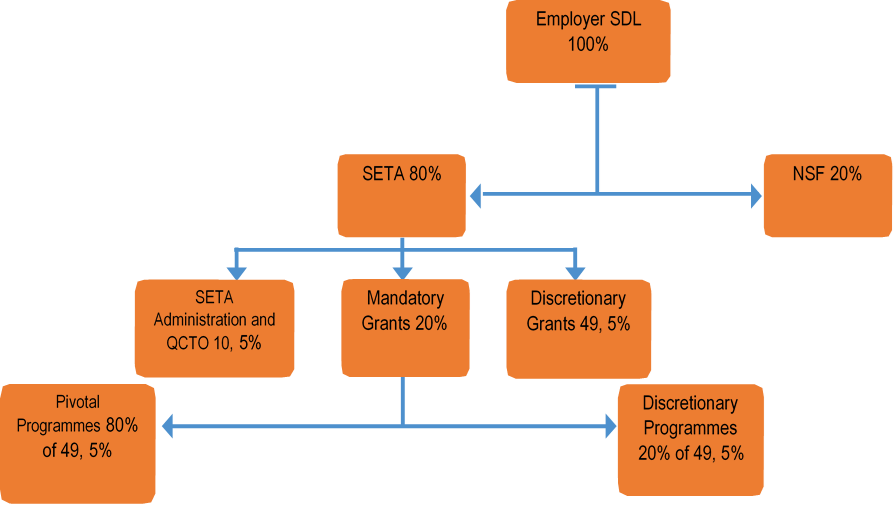 Employer SDL
100%
SETA 80%
NSF 20%
SETA
Administration and
QCTO 10, 5%
Mandatory
Grants 20%
Discretionary
Grants 49, 5%
Pivotal
Programmes 80%
of 49, 5%
Discretionary
Programmes
20% of 49, 5%